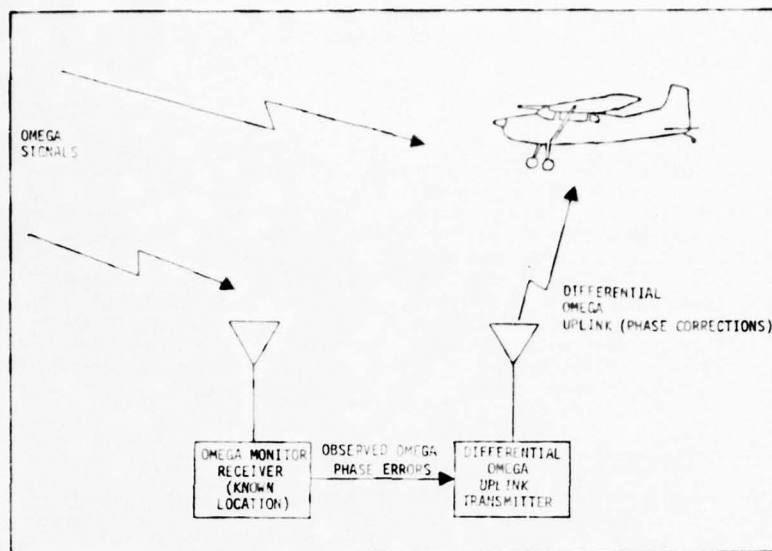 OMEGA
SIGNALS
DIFFERENTIAL
OMEGA
UPLINK (PHASE CORRECTIONS)
OMEGA MONITOR
RECEIVER
(KNOWN
LOCATION)
OBSERVED OMEGA
PHASE ERRORS
DIFFERENTIAL
OMEGA
UPLINK
TRANSMITTER